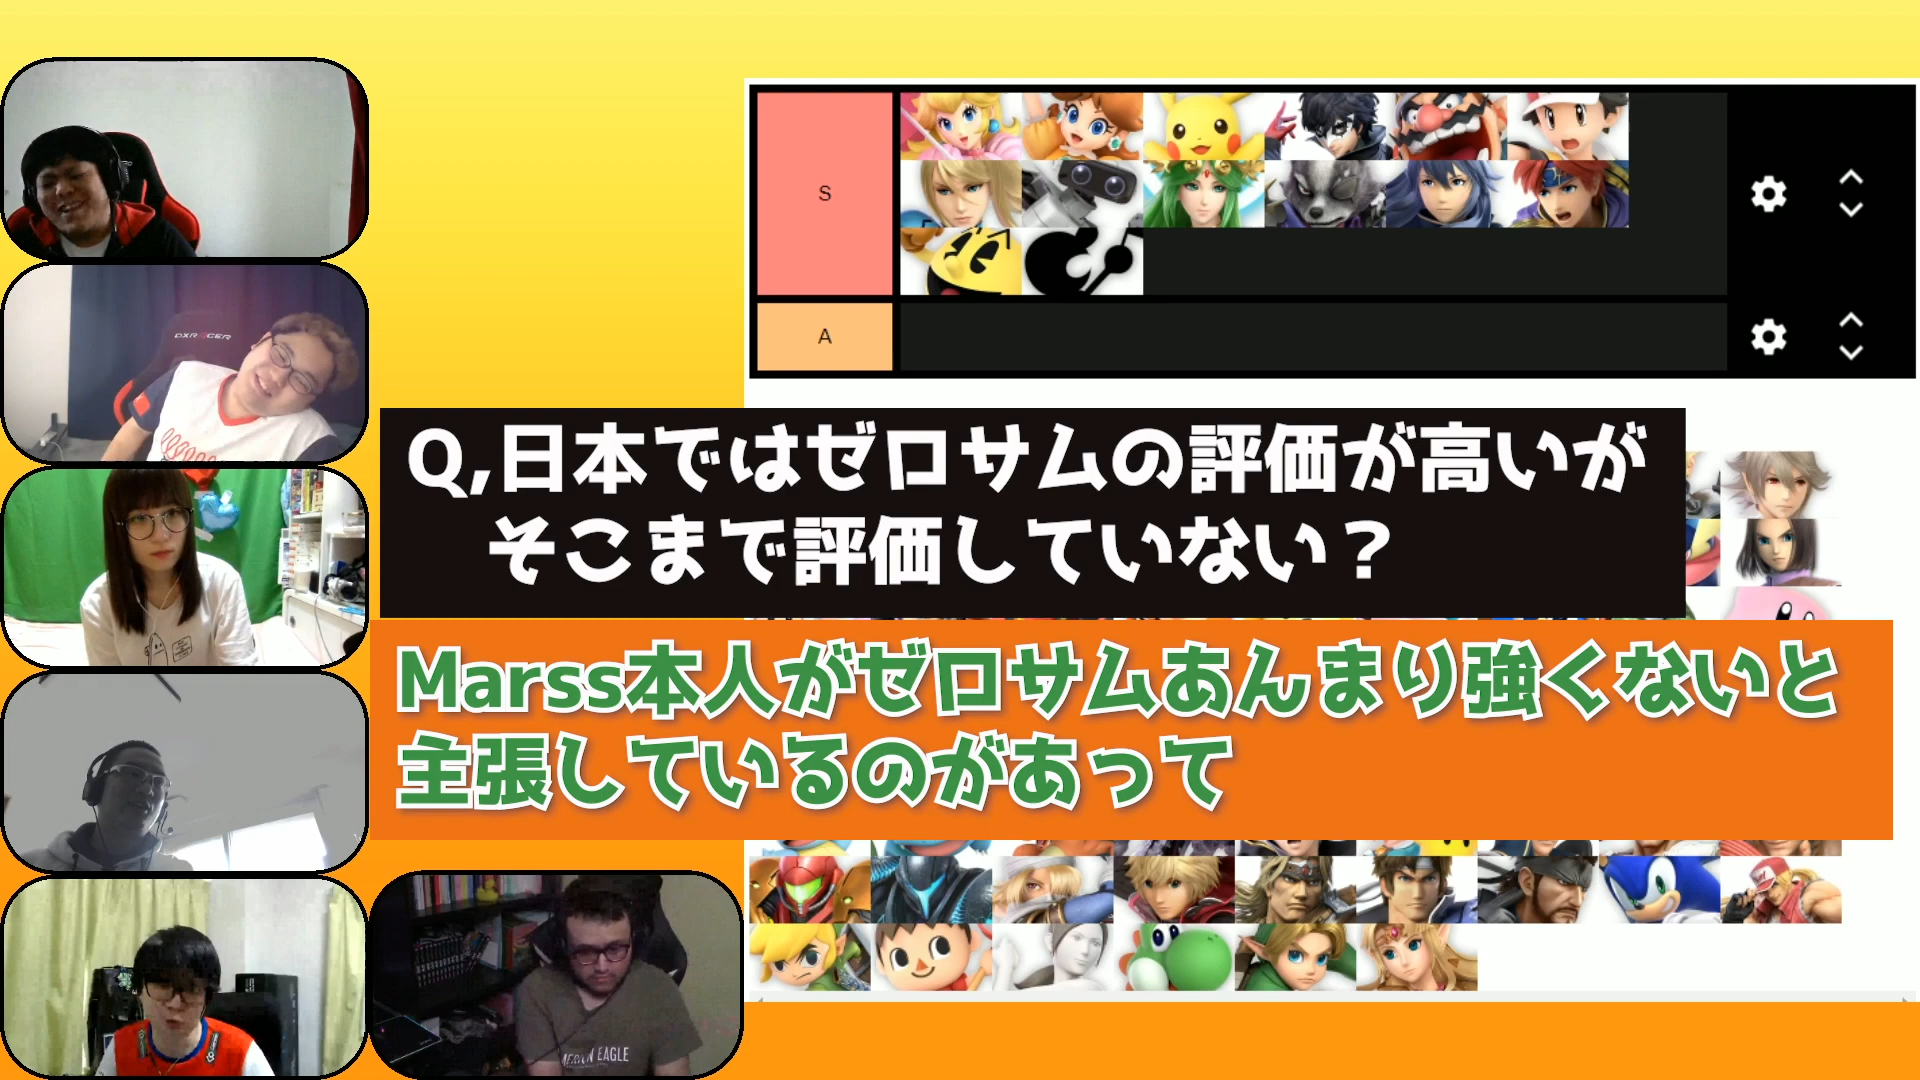 S
A
DXRACER
Q,日本ではゼロサムの評価が高いが
そこまで評価していない？
Marss本人がゼロサムあんまり強くないと
主張しているのがあって
EAGLE